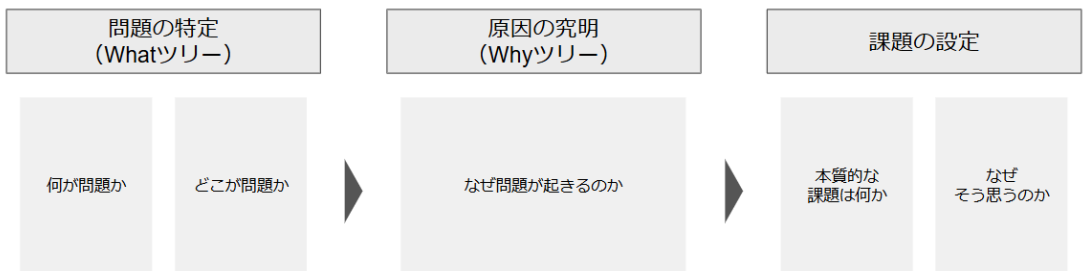 問題の特定
（Whatツリー）
原因の究明
（Whyツリー）
課題の設定
何が問題か
どこが問題か
なぜ問題が起きるのか
本質的な
課題は何か
なぜ
そう思うのか